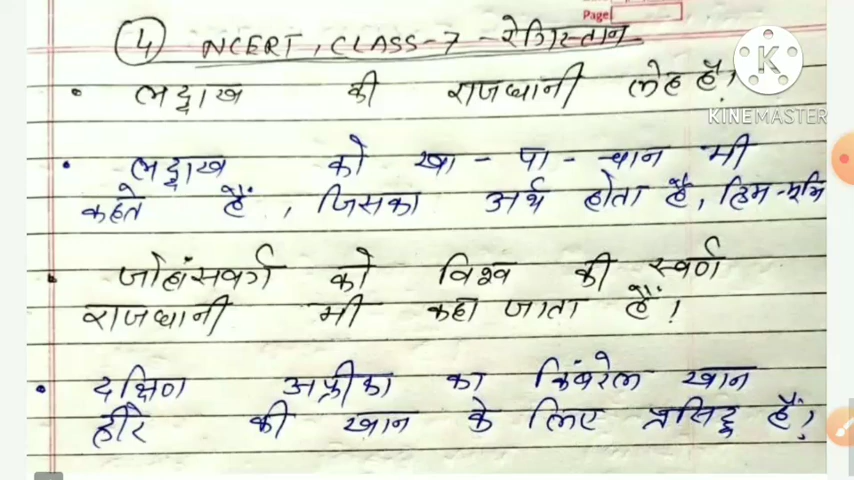 Page
④ NCERT, CLASS-7 - रेगिस्तान
K
KINEMASTER
• लद्दाख की राजधानी लेह है।
• लद्दाख को खा-पा-चान भी
कहते हैं, जिसका अर्थ होता है, हिम-भूमि
• जोहांसबर्ग को विश्व की स्वर्ण
राजधानी भी कहा जाता है।
• दक्षिण अफ्रीका का किंबरेल खान
हीरे की खान के लिए प्रसिद्ध है।